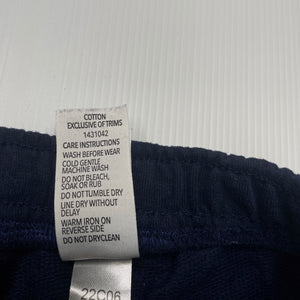 COTTON
EXCLUSIVE OF TRIMS
1431042
CARE INSTRUCTIONS
WASH BEFORE WEAR
COLD GENTLE
MACHINE WASH
DO NOT BLEACH,
SOAK OR RUB
DO NOT TUMBLE DRY
LINE DRY WITHOUT
DELAY
WARM IRON ON
REVERSE SIDE
DO NOT DRYCLEAN
22C06